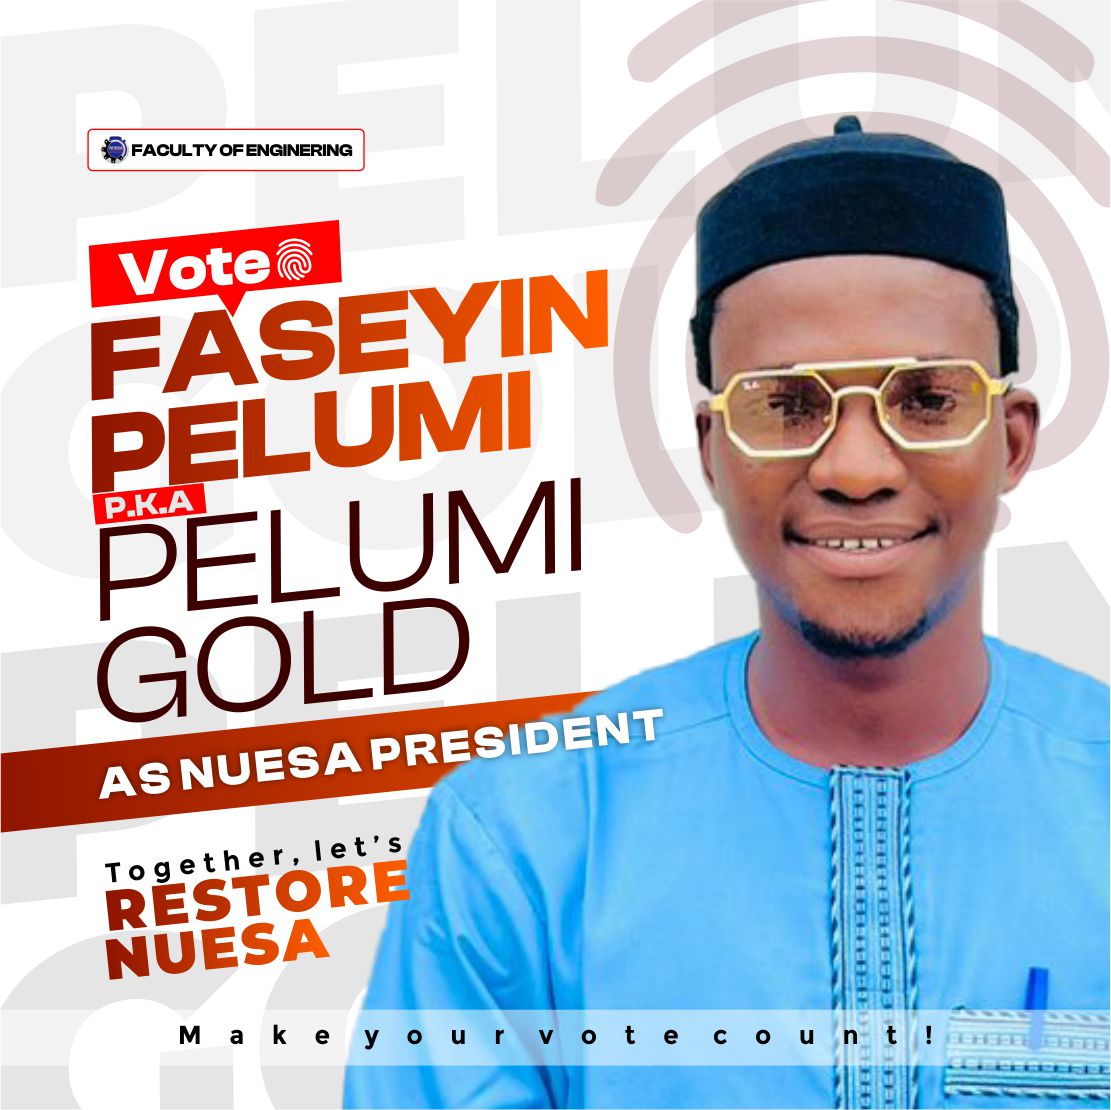 FACULTY OF ENGINERING
Vote
FASEYIN
PELUMI
P.K.A
PELUMI
GOLD
AS NUESA PRESIDENT
Together, let's
RESTORE
NUESA
Make your vote count!